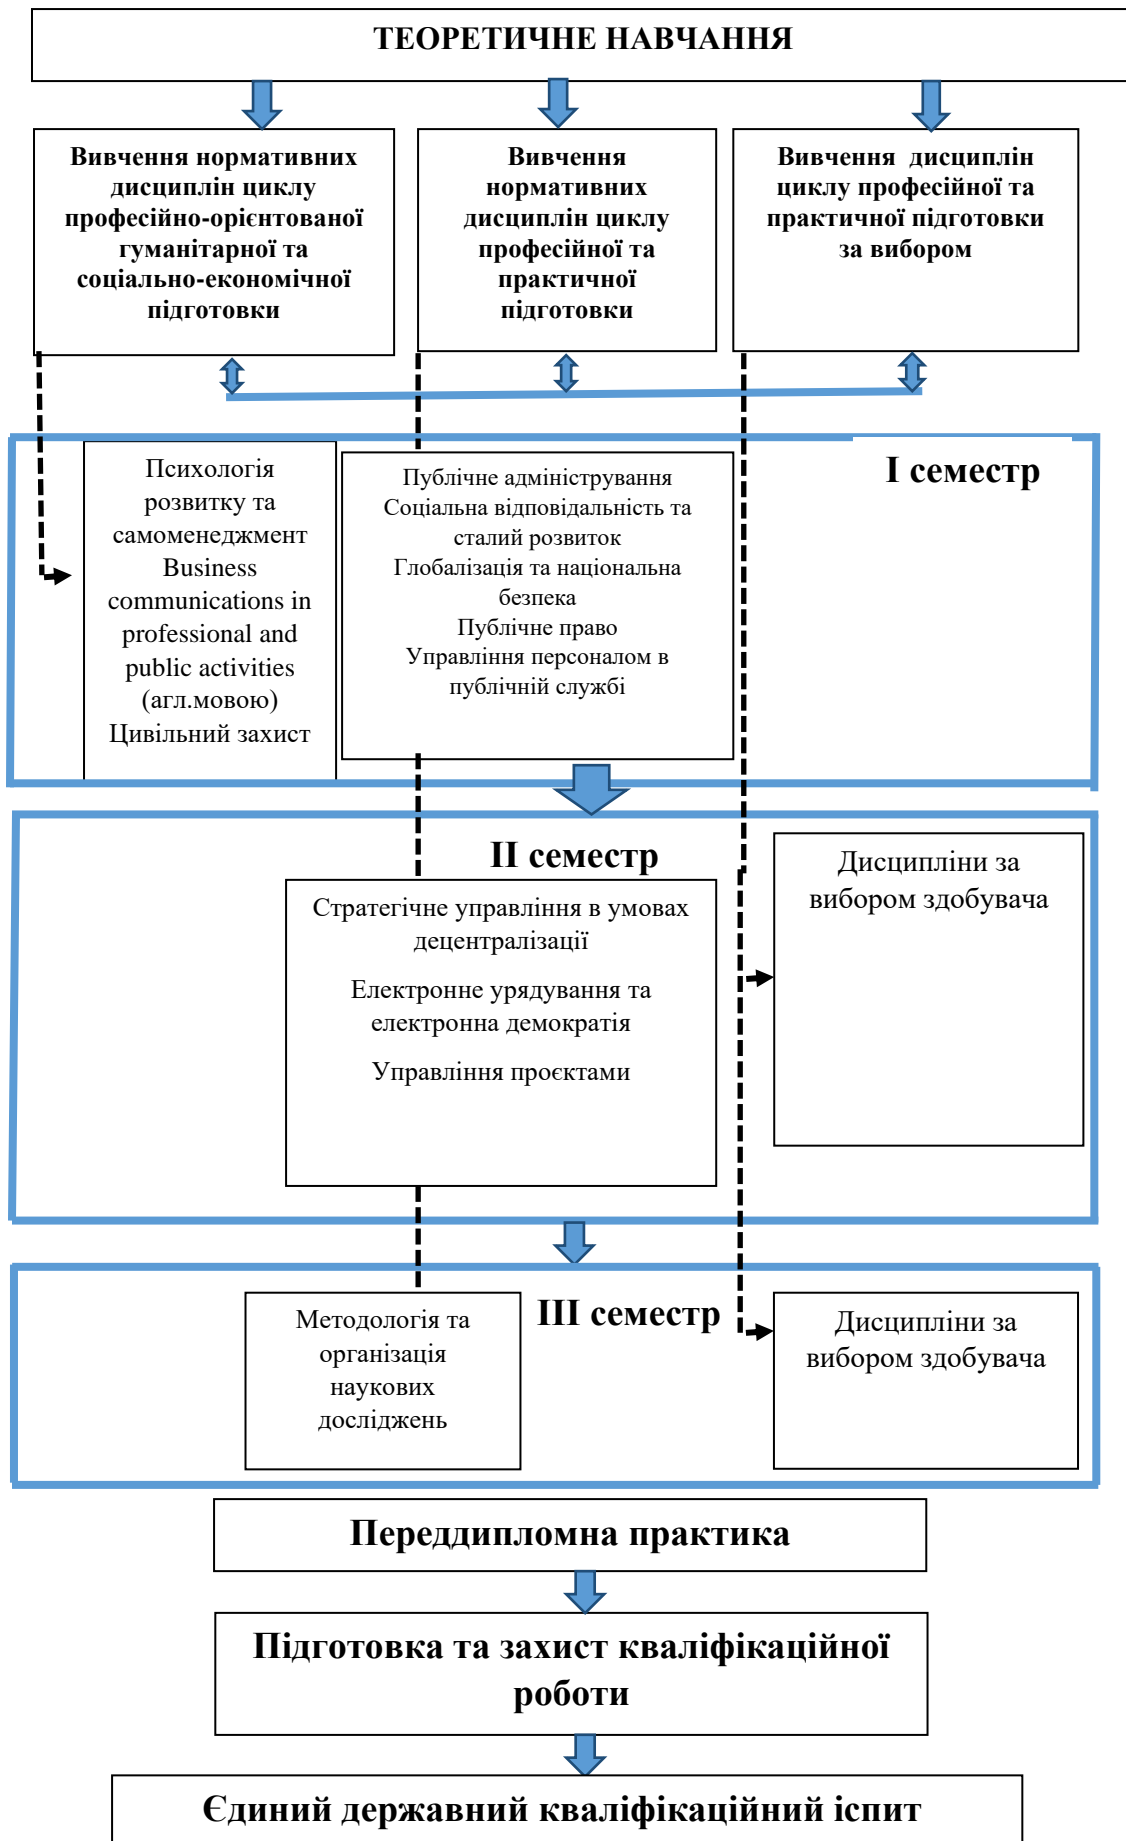 ТЕОРЕТИЧНЕ НАВЧАННЯ
Вивчення нормативних
дисциплін циклу
професійно-орієнтованої
гуманітарної та
соціально-економічної
підготовки
Вивчення
нормативних
дисциплін циклу
професійної та
практичної
підготовки
Вивчення дисциплін
циклу професійної та
практичної підготовки
за вибором
І семестр
Психологія
розвитку та
самоменеджмент
Business
communications in
professional and
public activities
(агл.мовою)
Цивільний захист
Публічне адміністрування
Соціальна відповідальність та
сталий розвиток
Глобалізація та національна
безпека
Публічне право
Управління персоналом в
публічній службі
ІІ семестр
Стратегічне управління в умовах
децентралізації
Електронне урядування та
електронна демократія
Управління проєктами
Дисципліни за
вибором здобувача
ІІІ семестр
Методологія та
організація
наукових
досліджень
Дисципліни за
вибором здобувача
Переддипломна практика
Підготовка та захист кваліфікаційної
роботи
Єдиний державний кваліфікаційний іспит